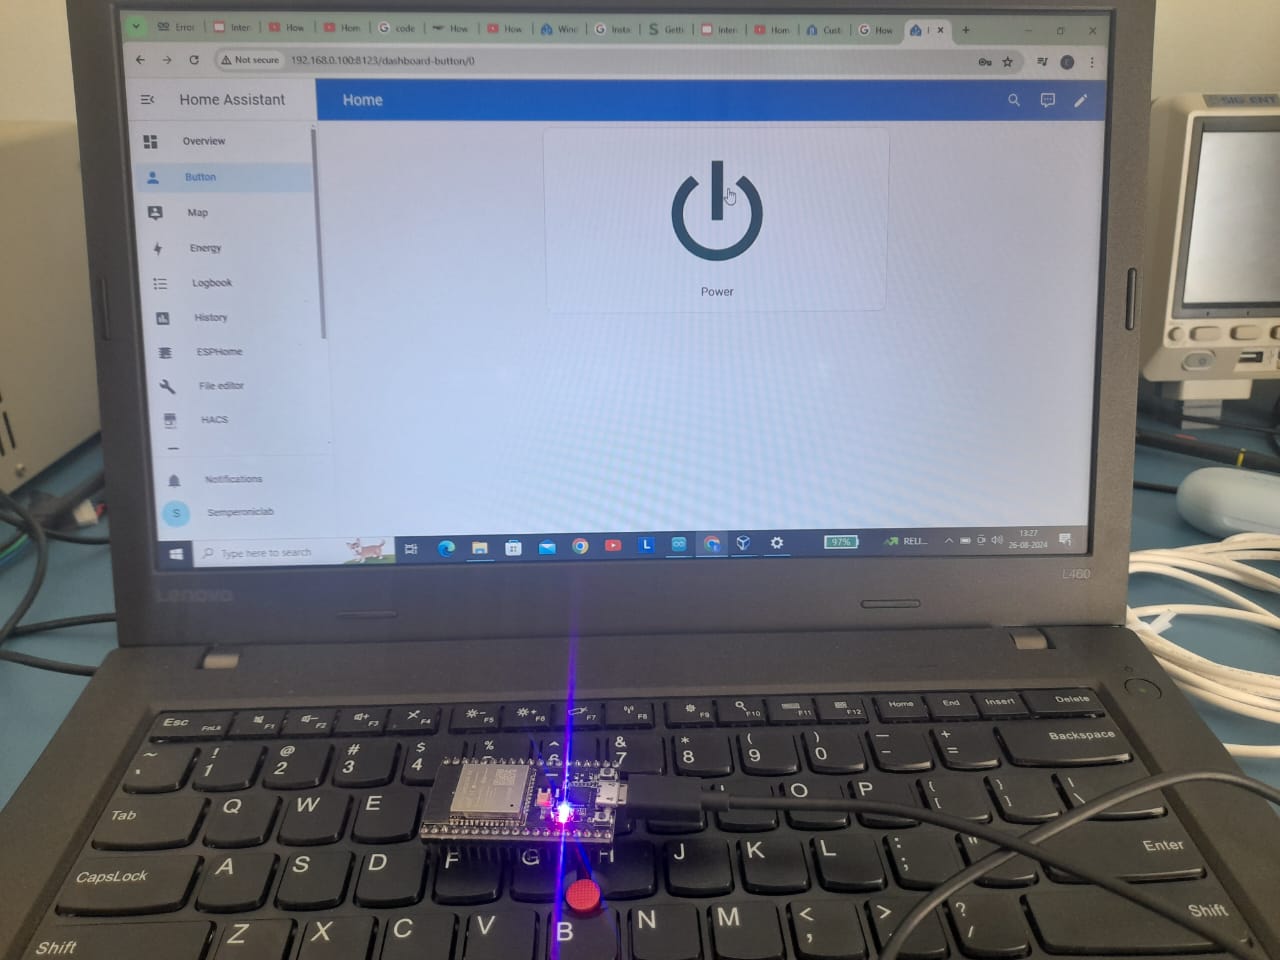 Error
Inter
How
Hom
code
How
How
Wind
Insta
Getti
Inter
Hom
Cust
How
Not secure
192.168.0.100:8123/dashboard-button/0
Home Assistant
Home
Overview
Button
Map
Energy
Logbook
History
ESPHome
File editor
HACS
Notifications
S
Semperoniclab
Power
Type here to search
97%
RELI...
13:27
26-08-2024
Lenovo
L460
SIGLENT
Esc FnLk F1 F2 F3 F4 F5 F6 F7 F8 F9 F10 F11 F12 Home End Insert Delete
~ ! 1 @ 2 # 3 $ 4 % ^ 6 & 7 * 8 ( 9 ) 0 — - + = Backspace
Tab Q W E O P { [ } | \
CapsLock A S D F G H J K L : ; " Enter
Shift Z X C V B N M < , > . ? / Shift